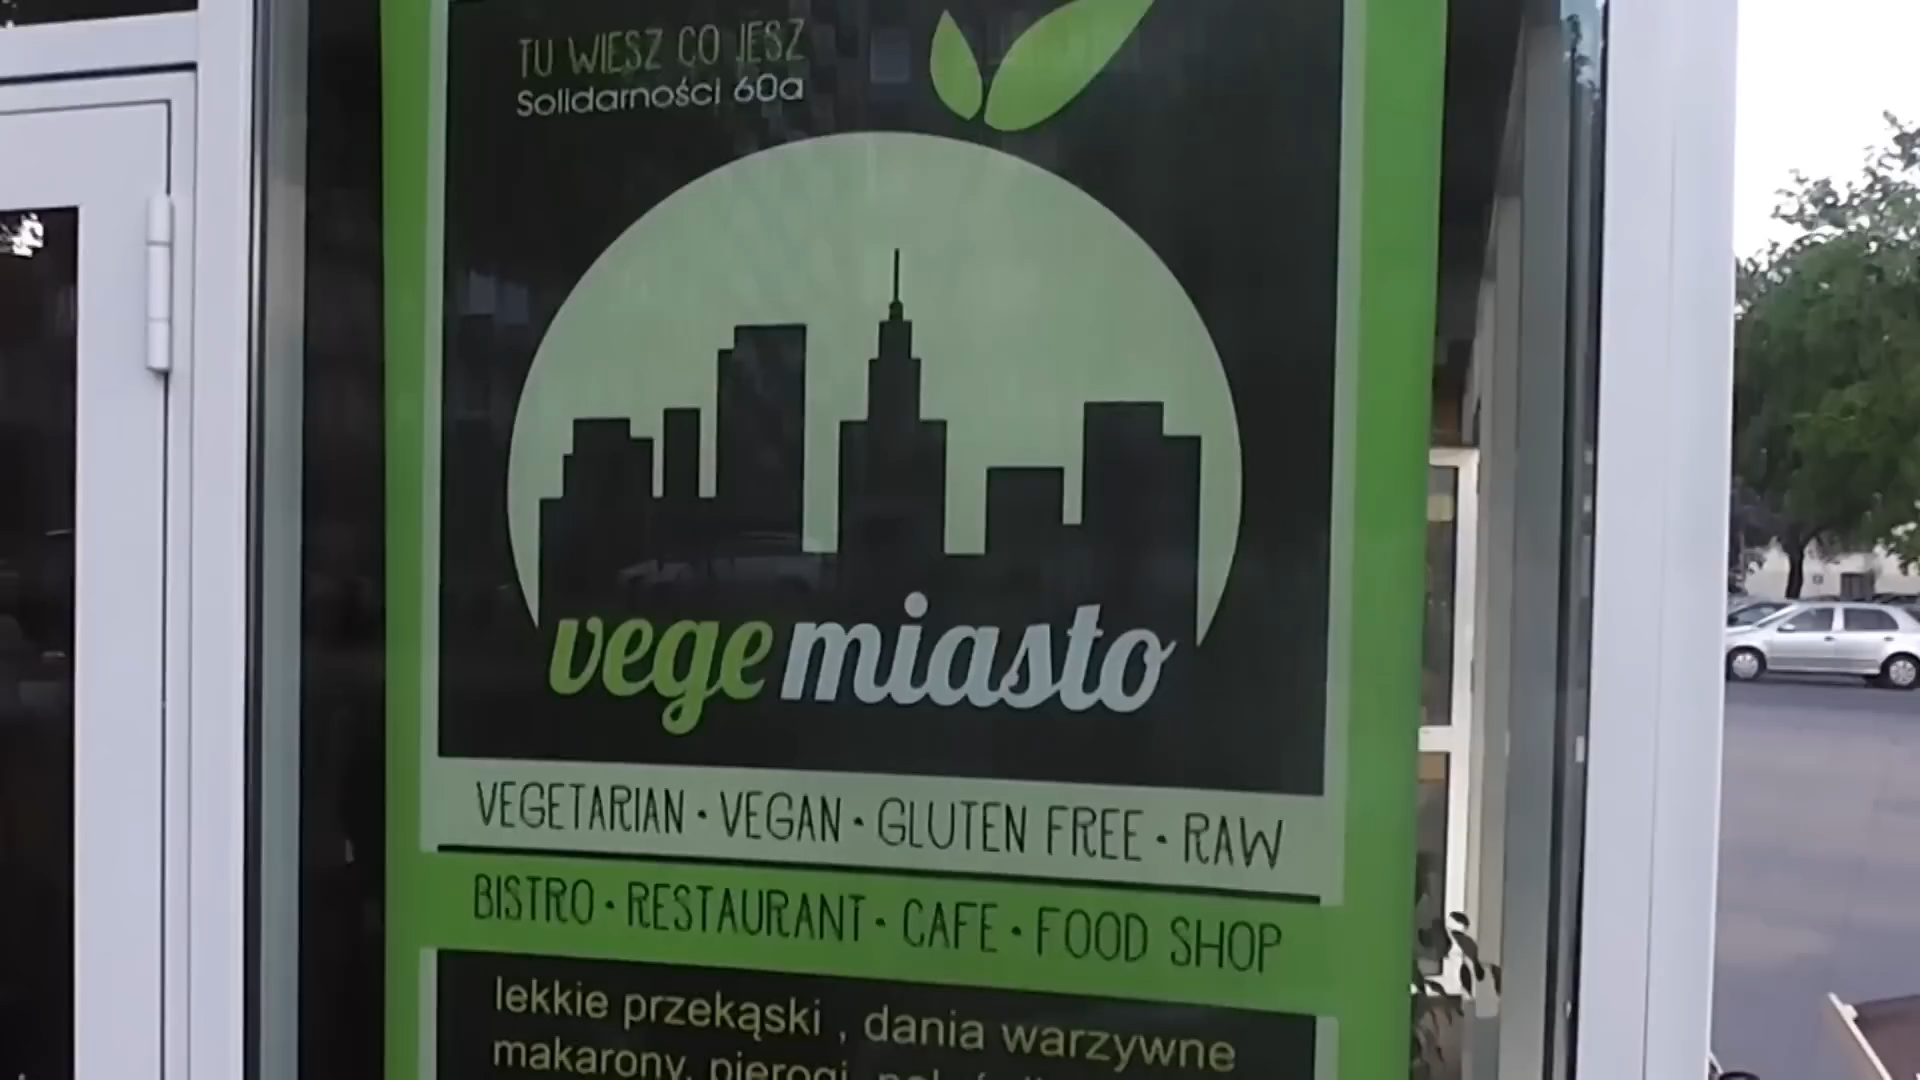 TU WIESZ CO JESZ
Solidarności 60a
vegemiasto
VEGETARIAN · VEGAN · GLUTEN FREE · RAW
BISTRO · RESTAURANT · CAFE · FOOD SHOP
lekkie przekąski , dania warzywne
makarony, pierogi,